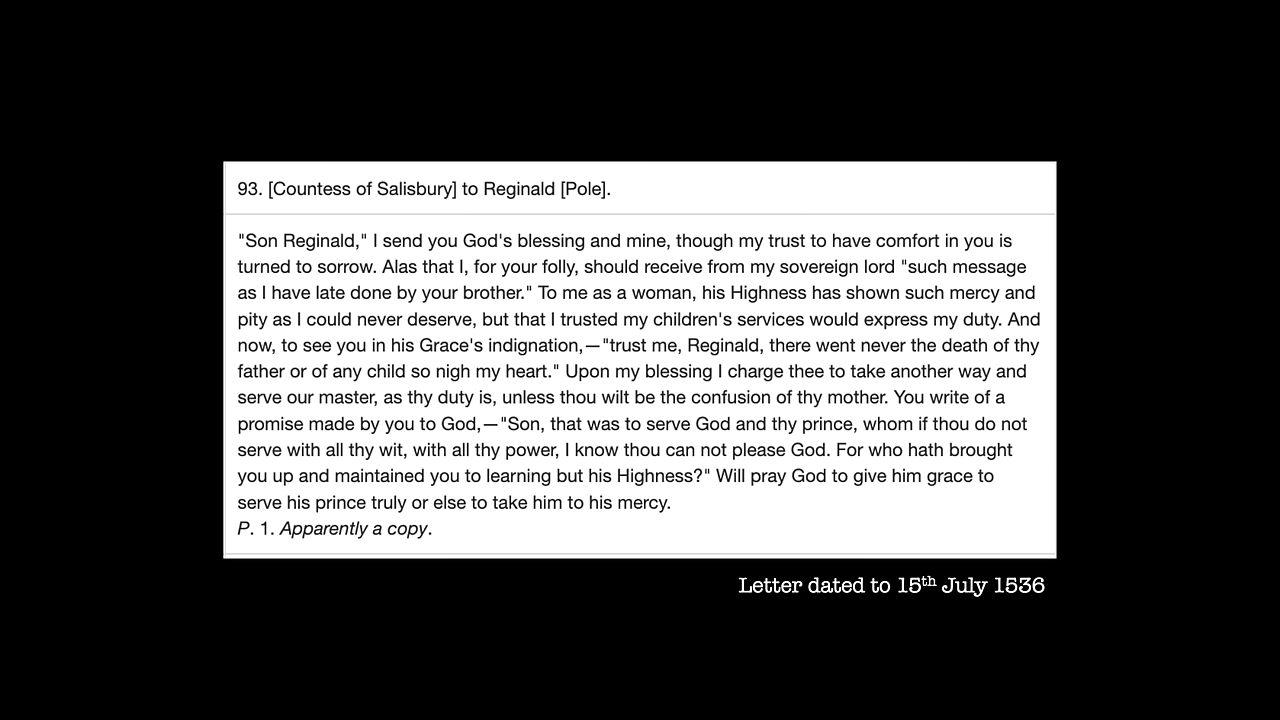 93. [Countess of Salisbury] to Reginald [Pole].
"Son Reginald," I send you God's blessing and mine, though my trust to have comfort in you is
turned to sorrow. Alas that I, for your folly, should receive from my sovereign lord "such message
as I have late done by your brother." To me as a woman, his Highness has shown such mercy and
pity as I could never deserve, but that I trusted my children's services would express my duty. And
now, to see you in his Grace's indignation,—"trust me, Reginald, there went never the death of thy
father or of any child so nigh my heart." Upon my blessing I charge thee to take another way and
serve our master, as thy duty is, unless thou wilt be the confusion of thy mother. You write of a
promise made by you to God,—"Son, that was to serve God and thy prince, whom if thou do not
serve with all thy wit, with all thy power, I know thou can not please God. For who hath brought
you up and maintained you to learning but his Highness?" Will pray God to give him grace to
serve his prince truly or else to take him to his mercy.
P. 1. Apparently a copy.
Letter dated to 15th July 1536